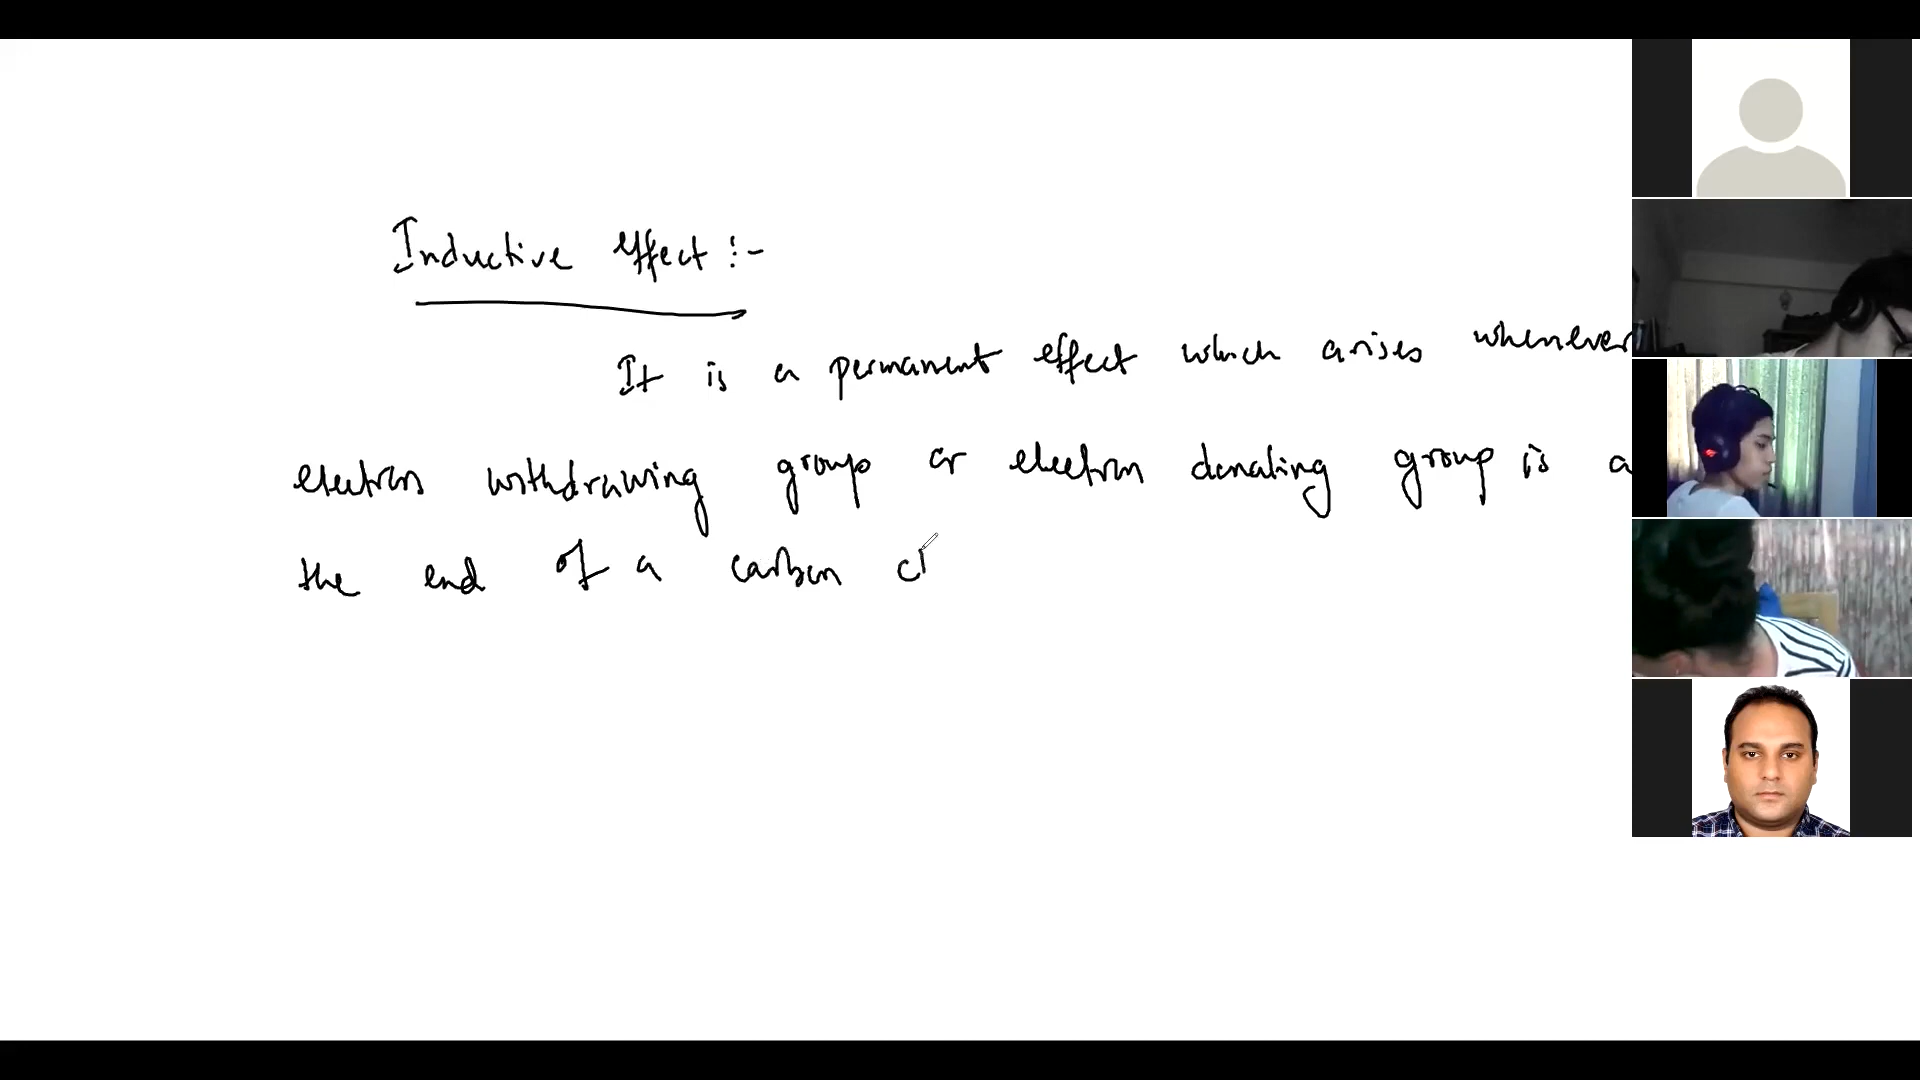 Inductive effect :-
It is a permanent effect which arises whenever
electron withdrawing group or electron donating group is a
the end of a carbon c